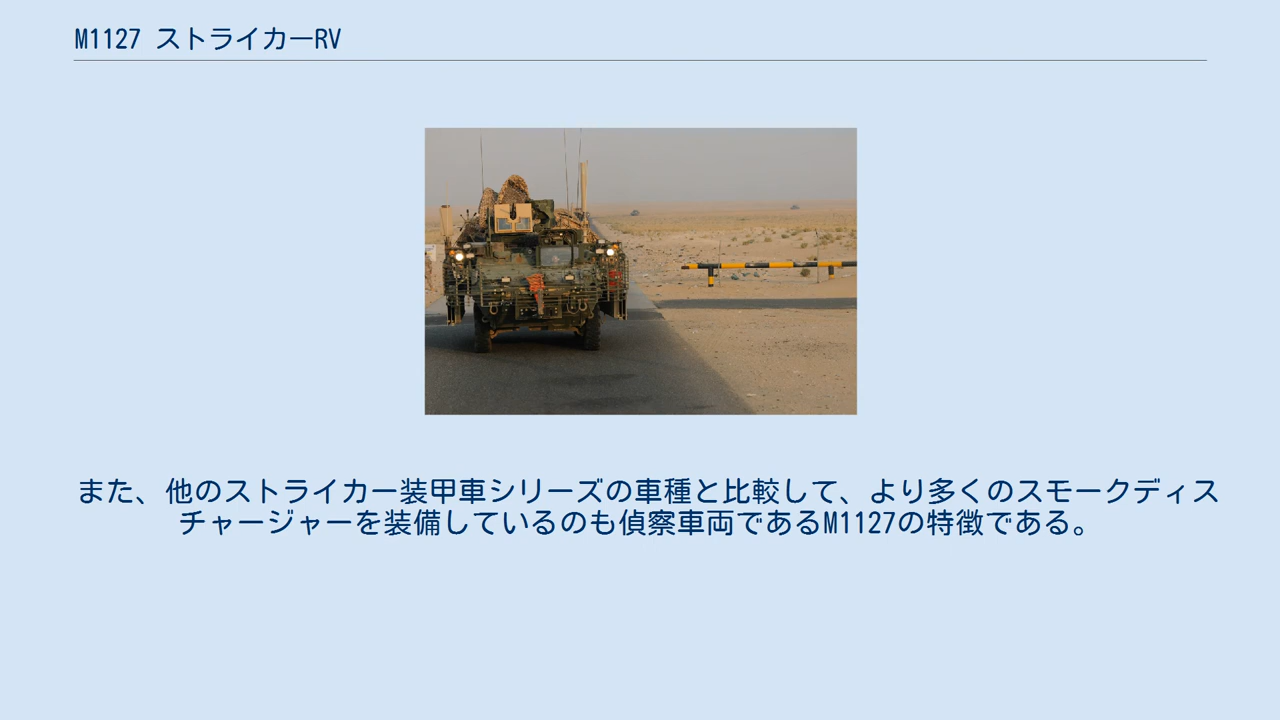 M1127 ストライカーRV
また、他のストライカー装甲車シリーズの車種と比較して、より多くのスモークディス
チャージャーを装備しているのも偵察車両であるM1127の特徴である。